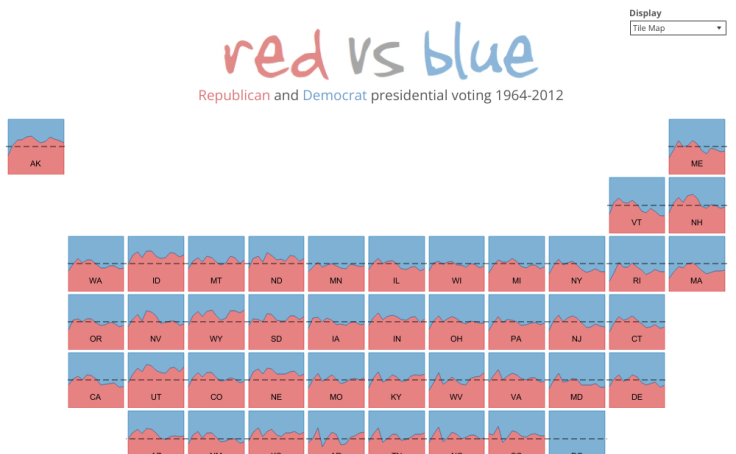 Display
Tile Map
red vs blue
Republican and Democrat presidential voting 1964-2012
AK
ME
VT NH
WA ID MT ND MN IL WI MI NY RI MA
OR NV WY SD IA IN OH PA NJ CT
CA UT CO NE MO KY WV VA MD DE